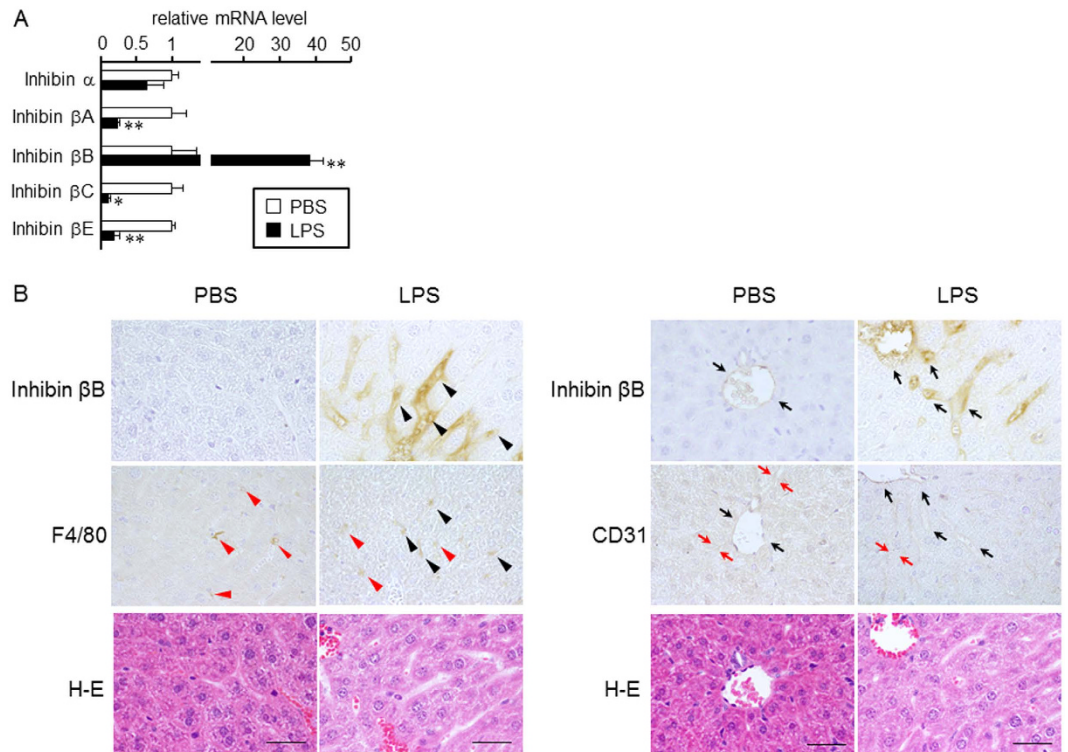 A
relative mRNA level
0 0.5 1 20 30 40 50
Inhibin α
Inhibin βA **
Inhibin βB **
Inhibin βC *
Inhibin βE **
PBS
LPS
B
PBS LPS PBS LPS
Inhibin βB Inhibin βB
F4/80 CD31
H-E H-E